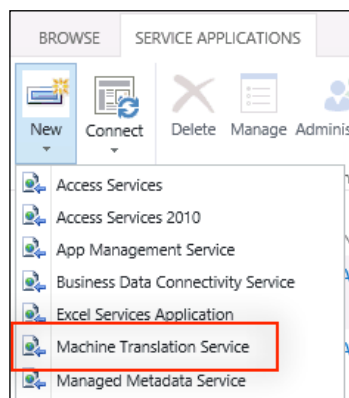 BROWSE SERVICE APPLICATIONS
New Connect Delete Manage
Access Services
Access Services 2010
App Management Service
Business Data Connectivity Service
Excel Services Application
Machine Translation Service
Managed Metadata Service